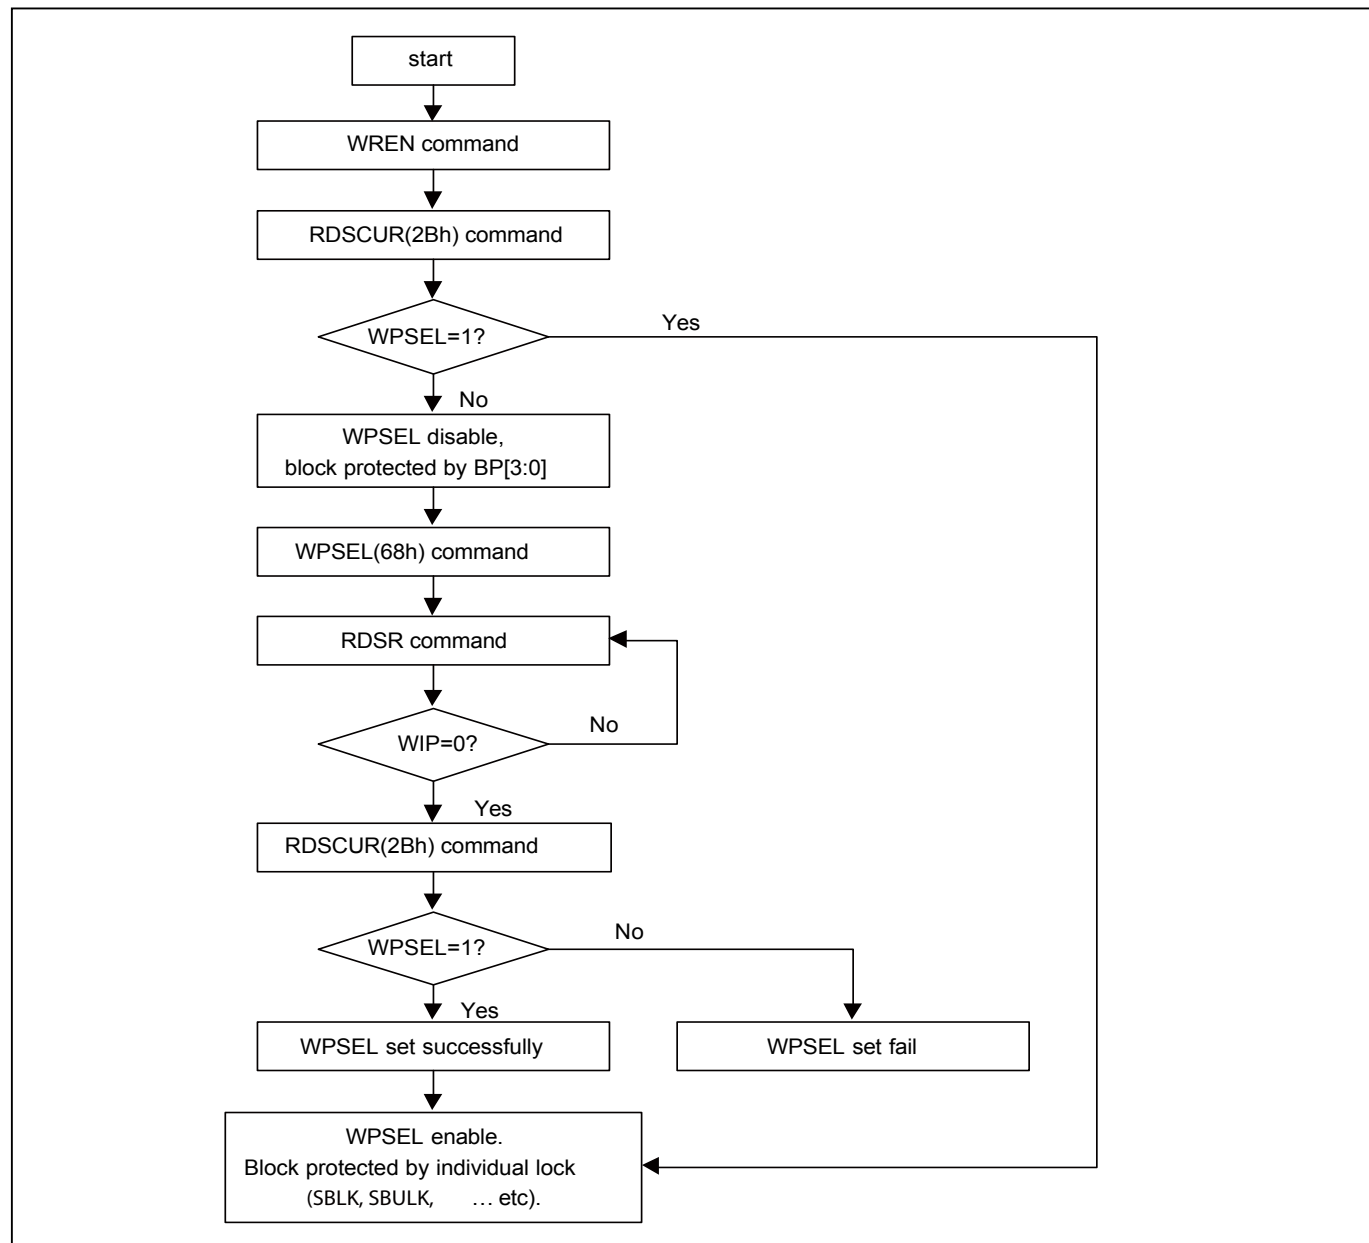 start
WREN command
RDSCUR(2Bh) command
WPSEL=1?
Yes
No
WPSEL disable,
block protected by BP[3:0]
WPSEL(68h) command
RDSR command
WIP=0?
No
Yes
RDSCUR(2Bh) command
WPSEL=1?
No
Yes
WPSEL set successfully
WPSEL set fail
WPSEL enable.
Block protected by individual lock
(SBLK, SBULK, … etc).